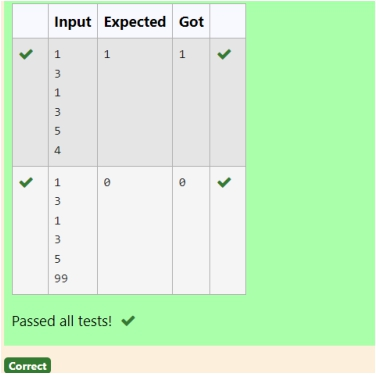 Input Expected Got
1 1 1
3
1
3
5
4
1 0 0
3
1
3
5
99
Passed all tests!
Correct